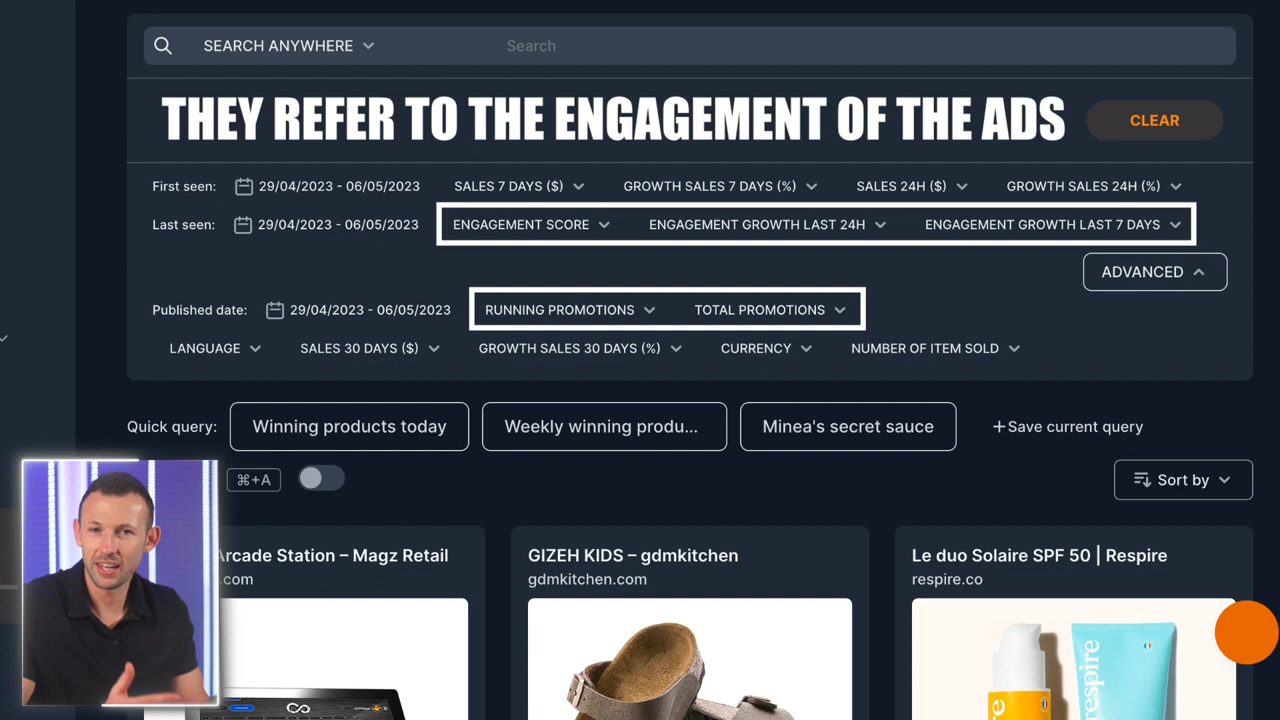 SEARCH ANYWHERE Search
THEY REFER TO THE ENGAGEMENT OF THE ADS
CLEAR
First seen: 29/04/2023 - 06/05/2023 SALES 7 DAYS ($) GROWTH SALES 7 DAYS (%) SALES 24H ($) GROWTH SALES 24H (%)
Last seen: 29/04/2023 - 06/05/2023 ENGAGEMENT SCORE ENGAGEMENT GROWTH LAST 24H ENGAGEMENT GROWTH LAST 7 DAYS
ADVANCED
Published date: 29/04/2023 - 06/05/2023 RUNNING PROMOTIONS TOTAL PROMOTIONS
LANGUAGE SALES 30 DAYS ($) GROWTH SALES 30 DAYS (%) CURRENCY NUMBER OF ITEM SOLD
Quick query: Winning products today Weekly winning produ... Minea's secret sauce +Save current query
⌘+A Sort by
Arcade Station – Magz Retail
.com
GIZEH KIDS – gdmkitchen
gdmkitchen.com
Le duo Solaire SPF 50 | Respire
respire.co
respire